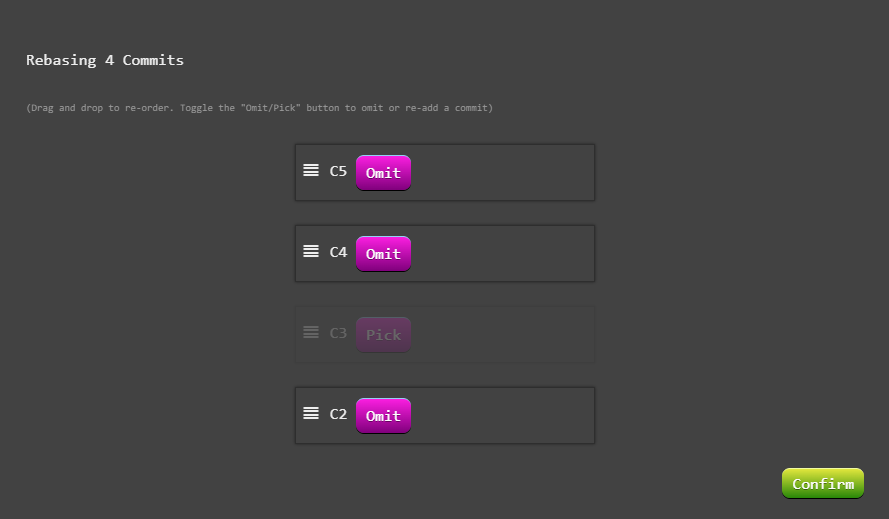 Rebasing 4 Commits
(Drag and drop to re-order. Toggle the "Omit/Pick" button to omit or re-add a commit)
C5 Omit
C4 Omit
C3 Pick
C2 Omit
Confirm